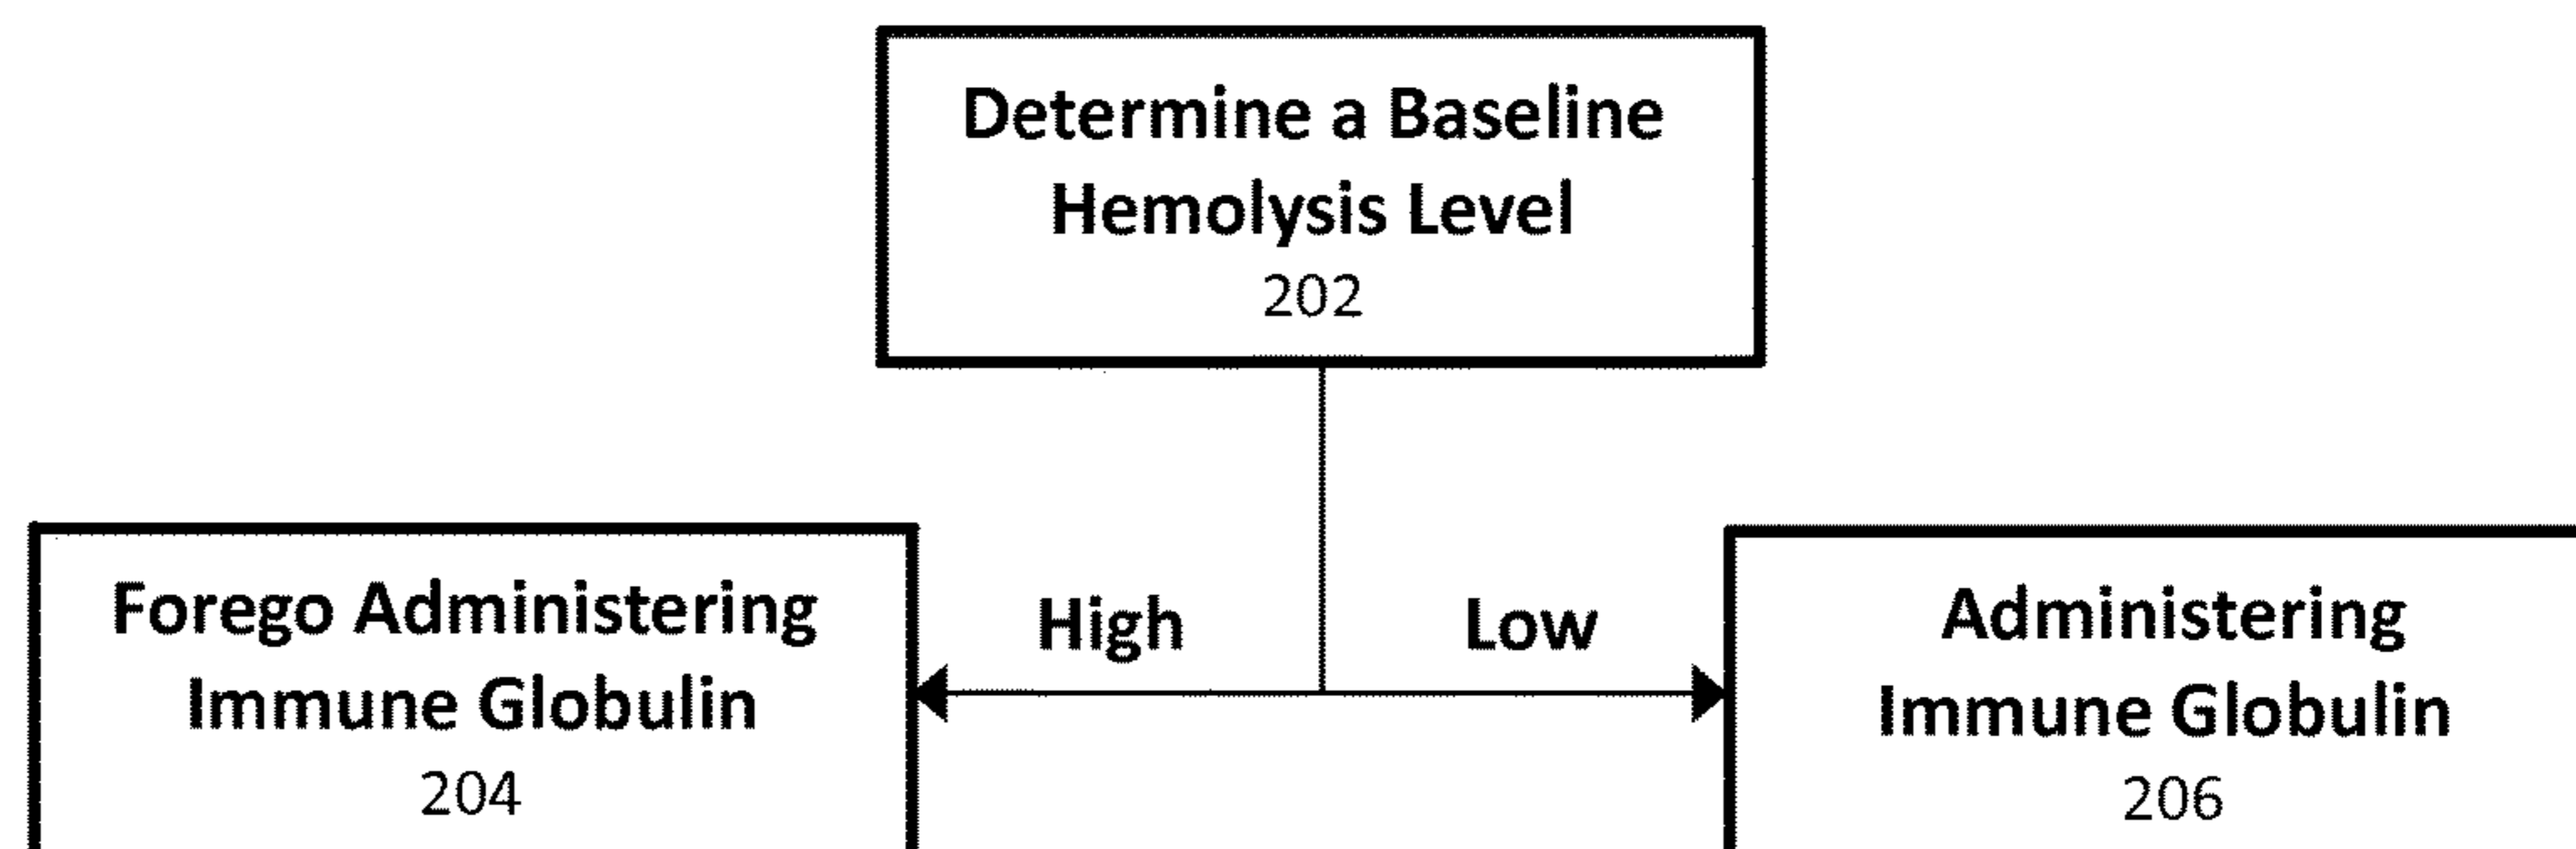 Determine a Baseline
Hemolysis Level
202
High
Low
Forego Administering
Immune Globulin
204
Administering
Immune Globulin
206